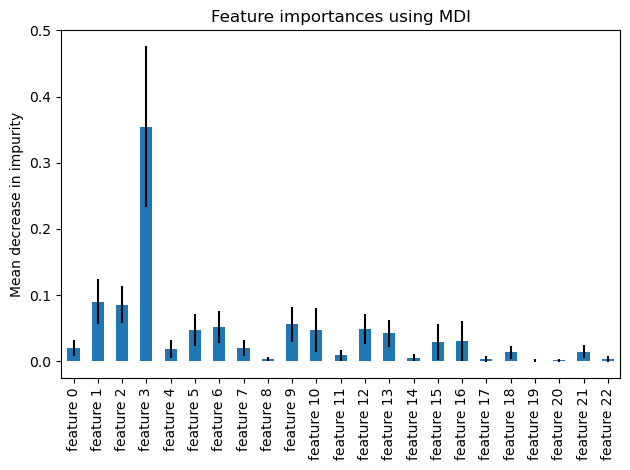 Feature importances using MDI
Mean decrease in impurity
0.5
0.4
0.3
0.2
0.1
0.0
feature 0
feature 1
feature 2
feature 3
feature 4
feature 5
feature 6
feature 7
feature 8
feature 9
feature 10
feature 11
feature 12
feature 13
feature 14
feature 15
feature 16
feature 17
feature 18
feature 19
feature 20
feature 21
feature 22